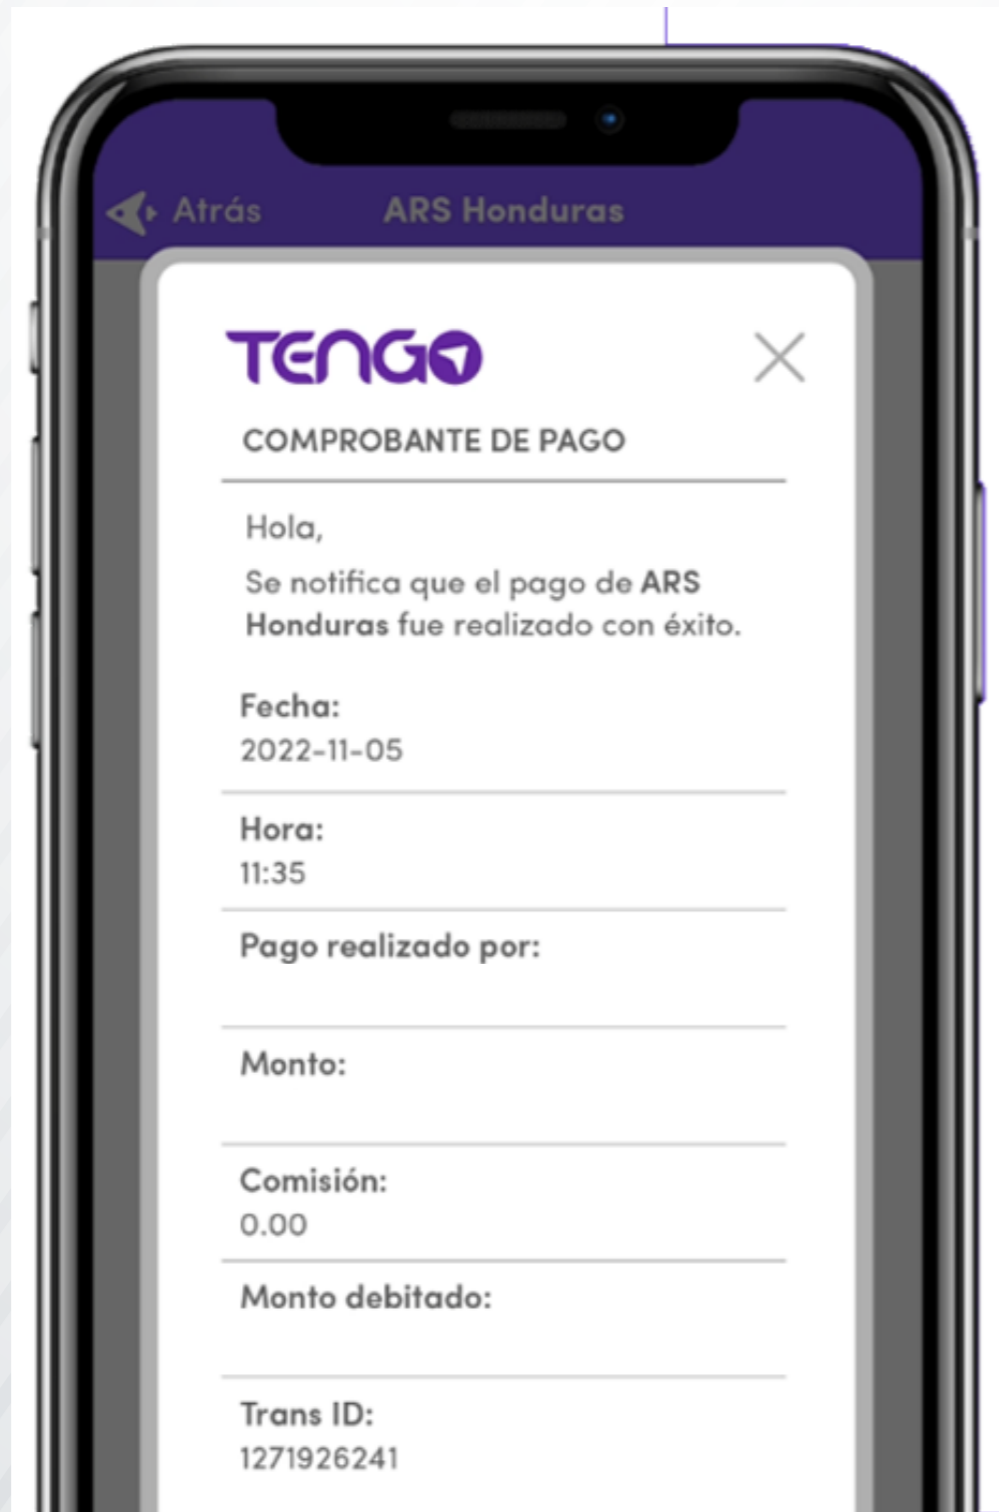 Atrás
ARS Honduras
TENGO
COMPROBANTE DE PAGO
Hola,
Se notifica que el pago de ARS
Honduras fue realizado con éxito.
Fecha:
2022-11-05
Hora:
11:35
Pago realizado por:
Monto:
Comisión:
0.00
Monto debitado:
Trans ID:
1271926241